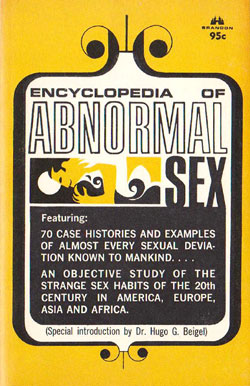 BRANDON
95c
ENCYCLOPEDIA OF
ABNORMAL
SEX
Featuring:
70 CASE HISTORIES AND EXAMPLES
OF ALMOST EVERY SEXUAL DEVIA-
TION KNOWN TO MANKIND. . . .
AN OBJECTIVE STUDY OF THE
STRANGE SEX HABITS OF THE 20th
CENTURY IN AMERICA, EUROPE,
ASIA AND AFRICA.
(Special introduction by Dr. Hugo G. Beigel)